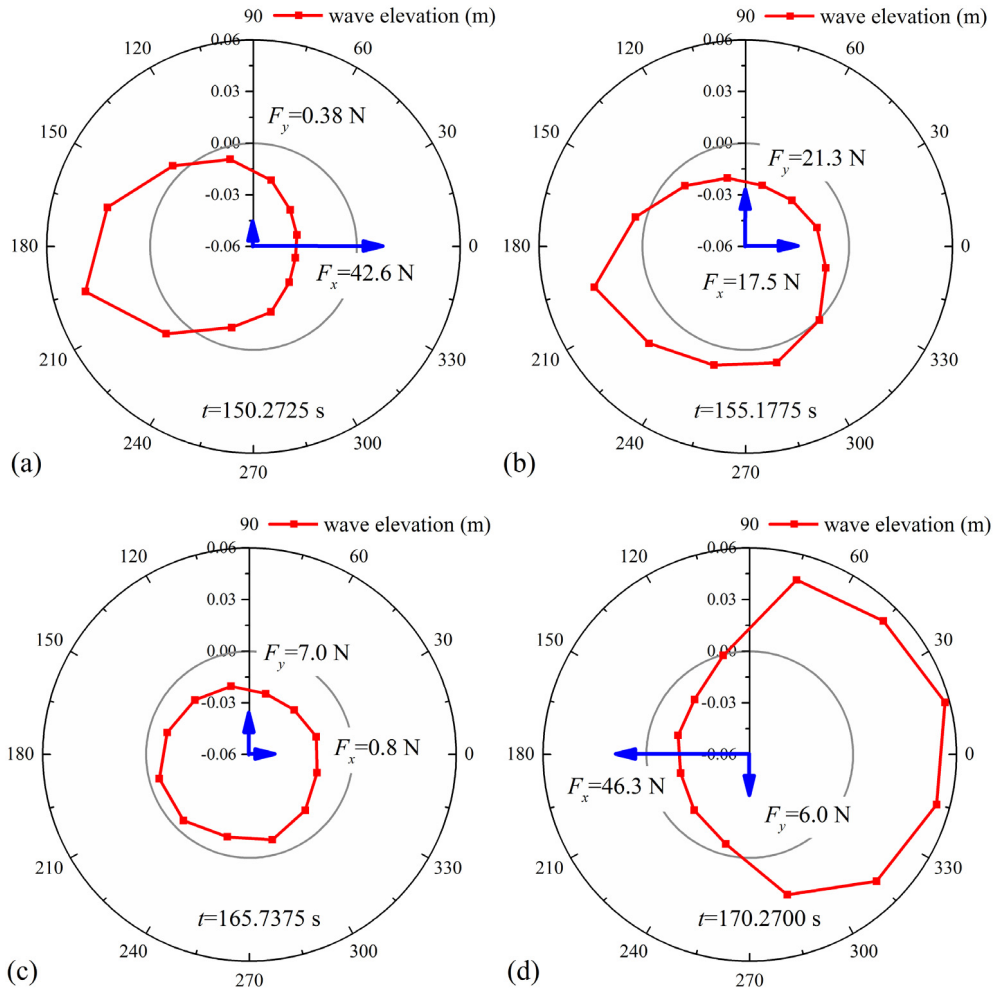 90 wave elevation (m)
0.06
120 60
0.03
150 F_y=0.38 N 30
0.00
-0.03
180 -0.06 0
F_x=42.6 N
210 330
t=150.2725 s
240 300
(a) 270
90 wave elevation (m)
0.06
120 60
0.03
150 0.00 30
F_y=21.3 N
-0.03
180 -0.06 0
F_x=17.5 N
210 330
t=155.1775 s
240 300
(b) 270
90 wave elevation (m)
0.06
120 60
0.03
150 0.00 30
F_y=7.0 N
-0.03
180 -0.06 F_x=0.8 N 0
210 330
t=165.7375 s
240 300
(c) 270
90 wave elevation (m)
0.06
120 60
0.03
150 0.00 30
-0.03
180 -0.06 0
F_x=46.3 N
F_y=6.0 N
210 330
t=170.2700 s
240 300
(d) 270